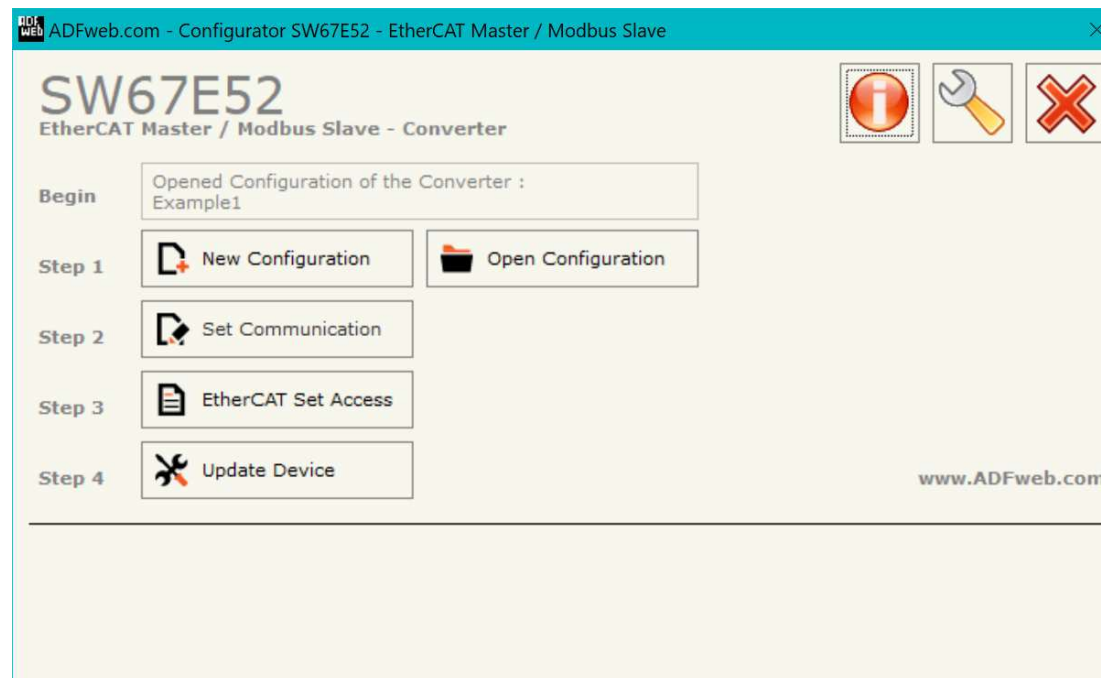 ADF
WEB
ADFweb.com - Configurator SW67E52 - EtherCAT Master / Modbus Slave
SW67E52
EtherCAT Master / Modbus Slave - Converter
Begin
Opened Configuration of the Converter :
Example1
Step 1
New Configuration
Open Configuration
Step 2
Set Communication
Step 3
EtherCAT Set Access
Step 4
Update Device
www.ADFweb.com